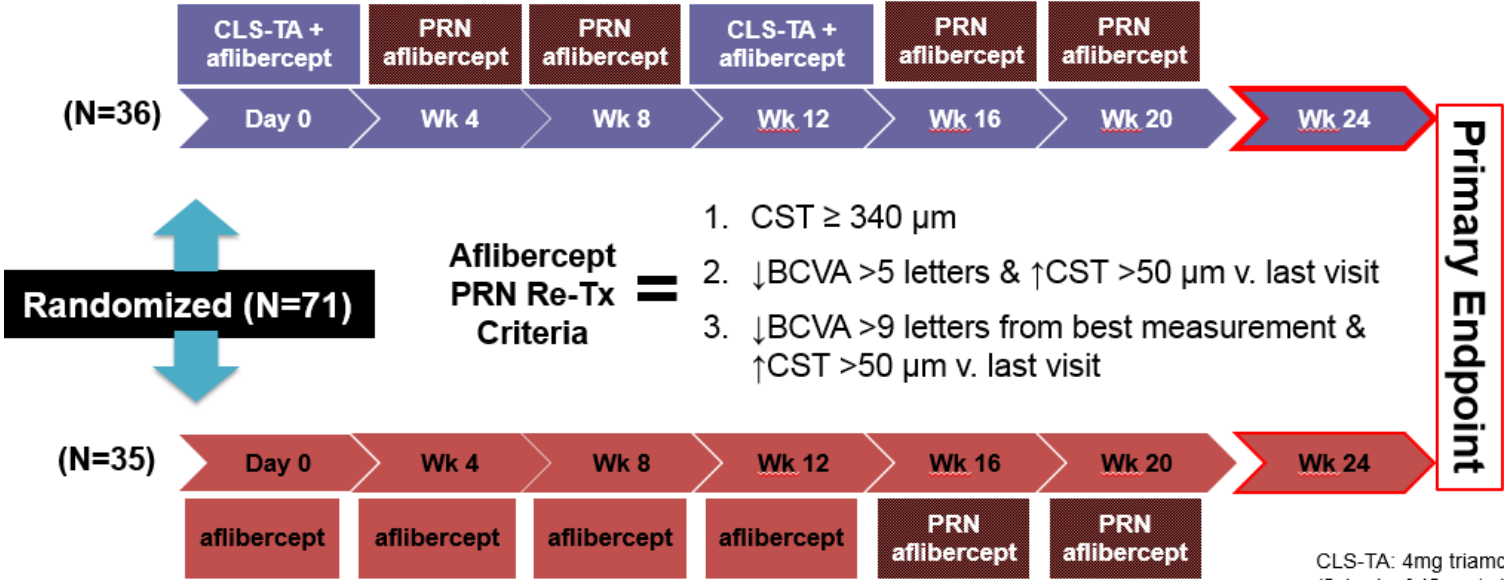 CLS-TA +
aflibercept
PRN
aflibercept
PRN
aflibercept
CLS-TA +
aflibercept
PRN
aflibercept
PRN
aflibercept
(N=36)
Day 0
Wk 4
Wk 8
Wk 12
Wk 16
Wk 20
Wk 24
Primary Endpoint
Randomized (N=71)
Aflibercept
PRN Re-Tx
Criteria
=
1. CST ≥ 340 µm
2. ↓BCVA >5 letters & ↑CST >50 µm v. last visit
3. ↓BCVA >9 letters from best measurement &
↑CST >50 µm v. last visit
(N=35)
Day 0
Wk 4
Wk 8
Wk 12
Wk 16
Wk 20
Wk 24
aflibercept
aflibercept
aflibercept
aflibercept
PRN
aflibercept
PRN
aflibercept
CLS-TA: 4mg